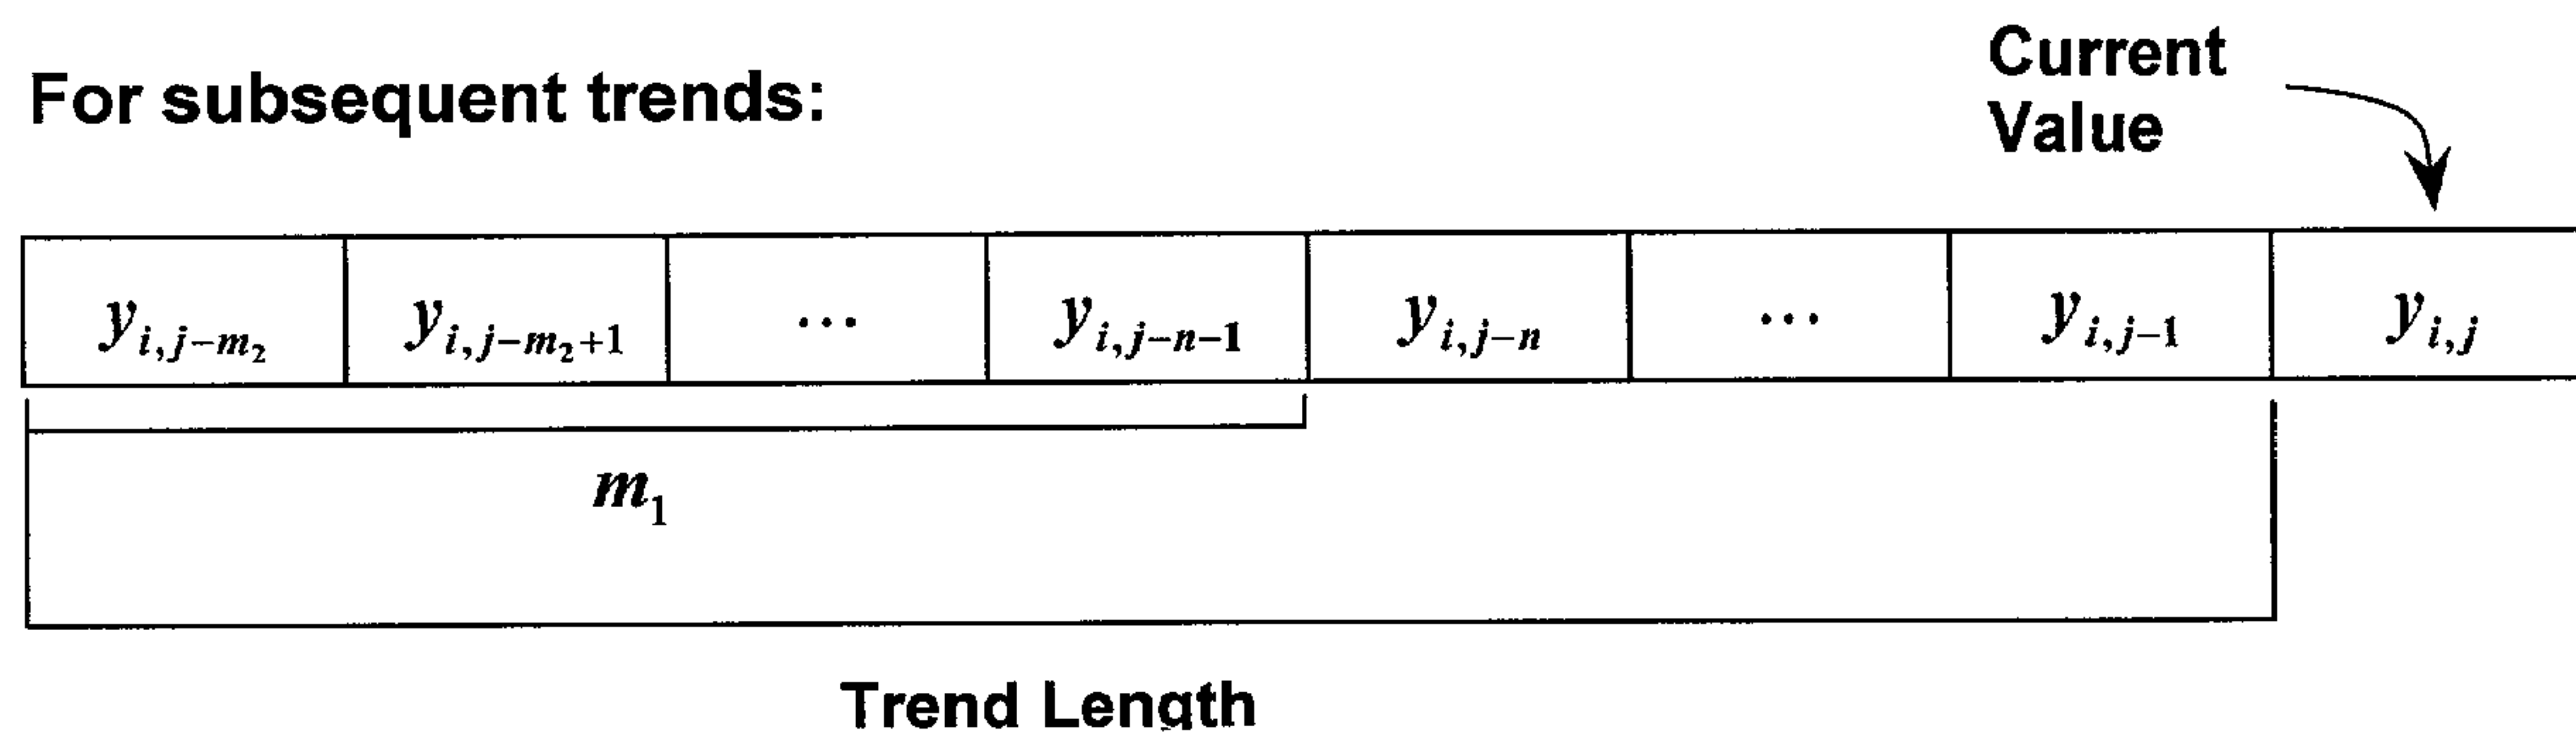 For subsequent trends:
Current
Value
y_{i,j-m_2} y_{i,j-m_2+1} ... y_{i,j-n-1} y_{i,j-n} ... y_{i,j-1} y_{i,j}
m_1
Trend Length